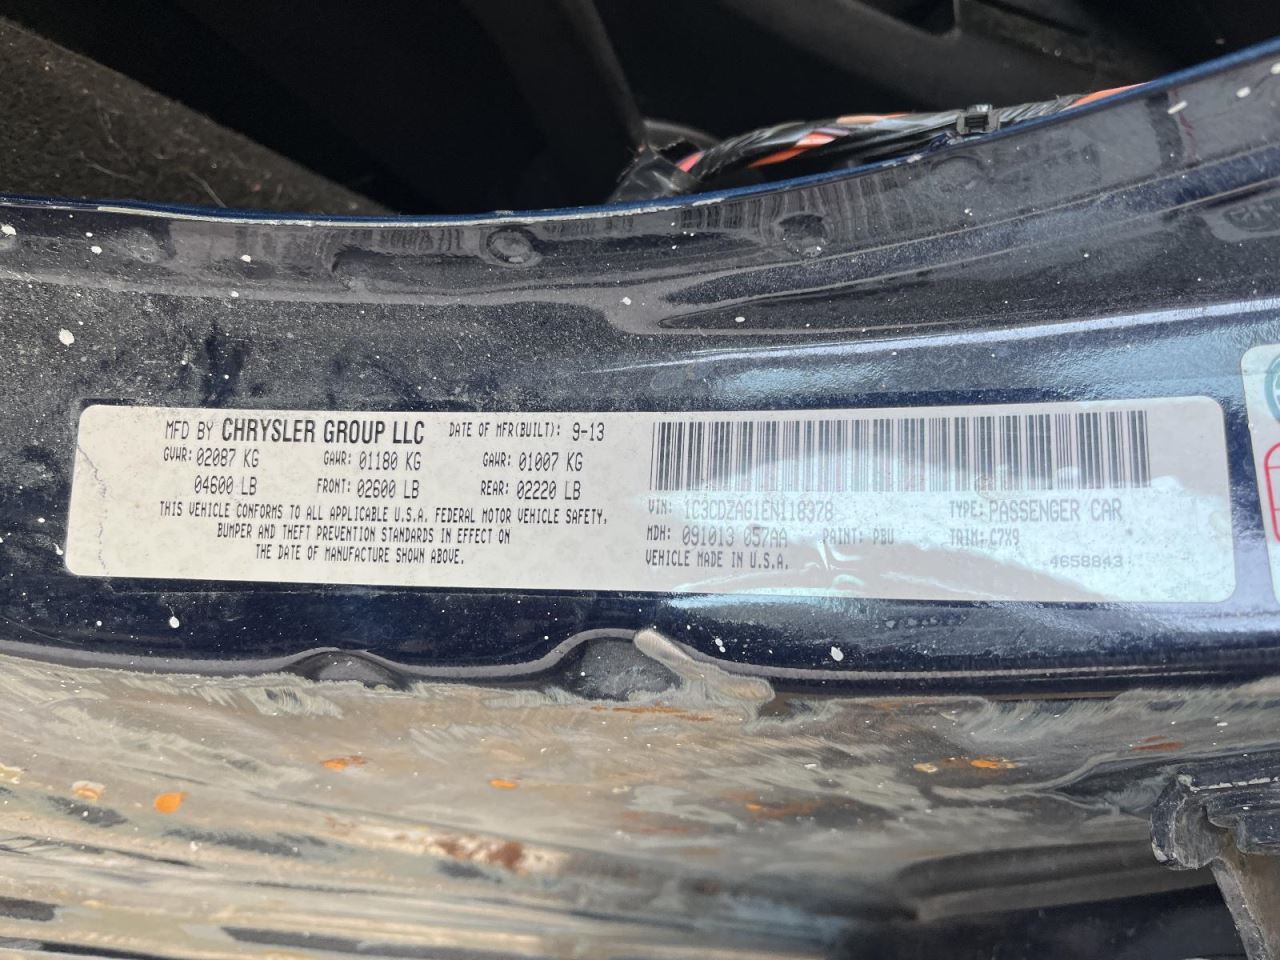 MFD BY CHRYSLER GROUP LLC DATE OF MFR(BUILT): 9-13
GVWR: 02087 KG GAWR: 01180 KG GAWR: 01007 KG
04600 LB FRONT: 02600 LB REAR: 02220 LB
THIS VEHICLE CONFORMS TO ALL APPLICABLE U.S.A. FEDERAL MOTOR VEHICLE SAFETY,
BUMPER AND THEFT PREVENTION STANDARDS IN EFFECT ON
THE DATE OF MANUFACTURE SHOWN ABOVE.
VIN: 1C3CDZAG1EN118378 TYPE: PASSENGER CAR
MDH: 091013 057AA PAINT: PBU TRIM: C7X9
VEHICLE MADE IN U.S.A. 4658843